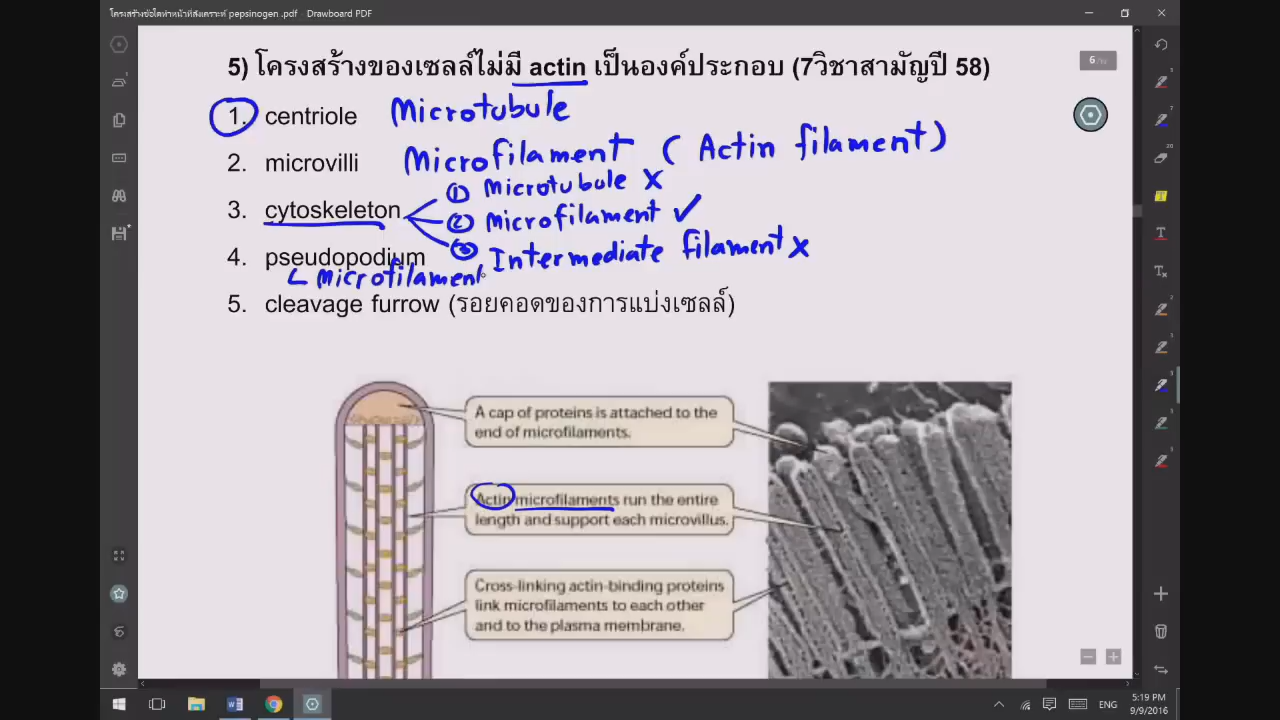 โครงสร้างข้อใดทำหน้าที่สังเคราะห์ pepsinogen .pdf - Drawboard PDF
6
5) โครงสร้างของเซลล์ไม่มี actin เป็นองค์ประกอบ (7วิชาสามัญปี 58)
1. centriole Microtubule
2. microvilli Microfilament ( Actin filament )
① Microtubule X
3. cytoskeleton ② Microfilament ✓
③ Intermediate filament X
4. pseudopodium
Microfilament
5. cleavage furrow (รอยคอดของการแบ่งเซลล์)
A cap of proteins is attached to the
end of microfilaments.
Actin microfilaments run the entire
length and support each microvillus.
Cross-linking actin-binding proteins
link microfilaments to each other
and to the plasma membrane.
ENG
5:19 PM
9/9/2016